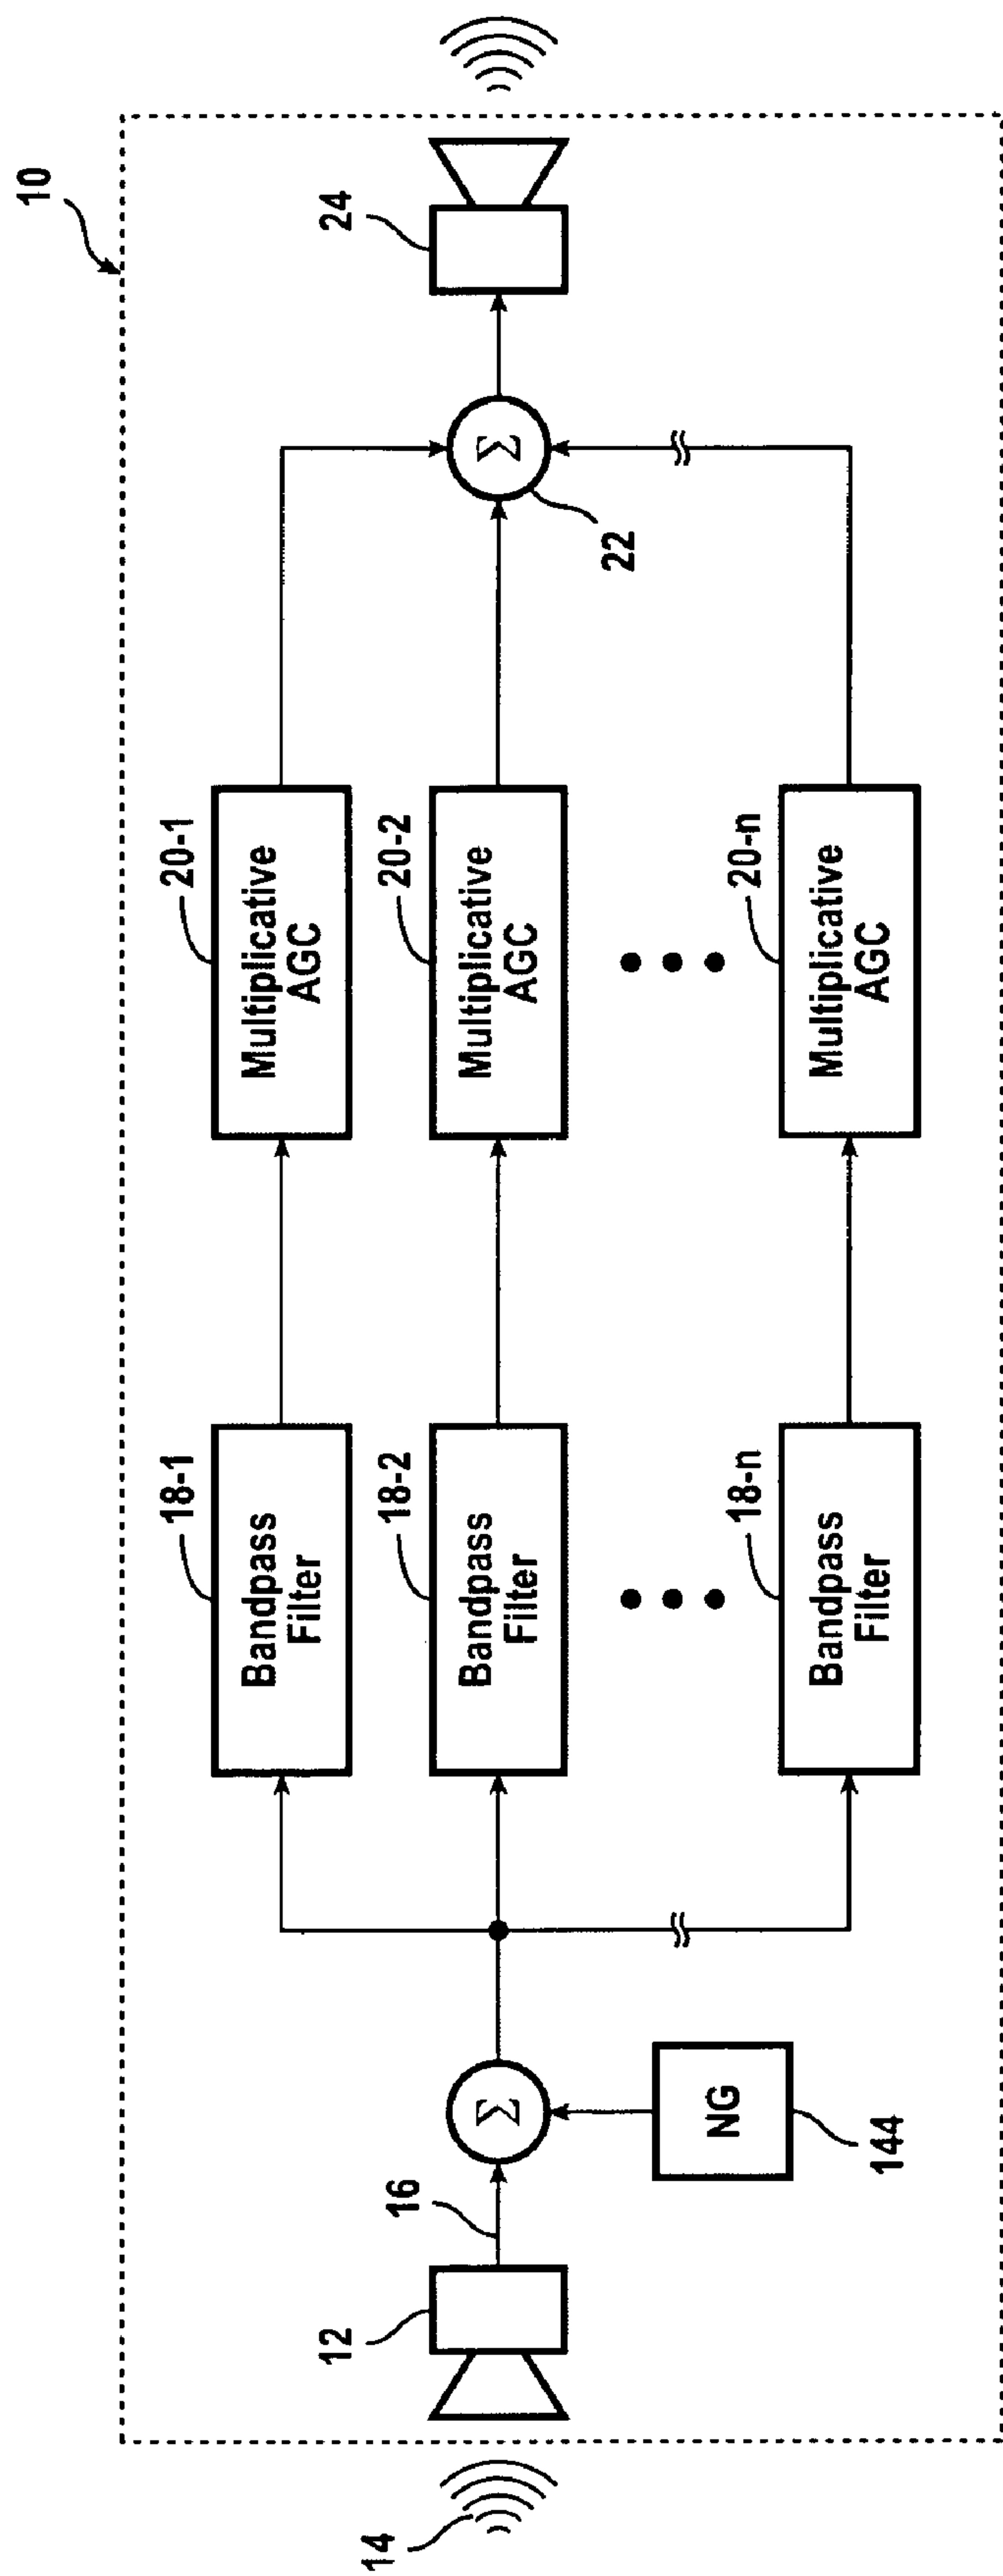 10
14
12
16
Σ
NG
144
18-1
Bandpass
Filter
18-2
Bandpass
Filter
18-n
Bandpass
Filter
20-1
Multiplicative
AGC
20-2
Multiplicative
AGC
20-n
Multiplicative
AGC
Σ
22
24